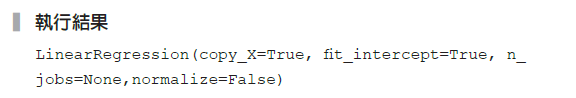 執行結果
LinearRegression(copy_X=True, fit_intercept=True, n_
jobs=None,normalize=False)